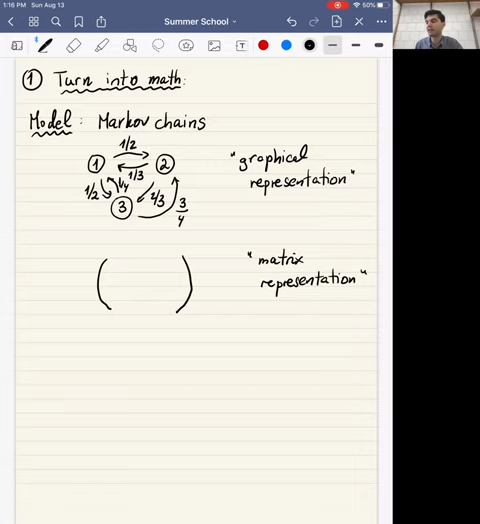 1:16 PM Sun Aug 13
50%
Summer School
T
① Turn into math:
Model: Markov chains
1/2
① ②
1/3
1/2 1/4 2/3
③ 3/4
"graphical
representation"
"matrix
representation"